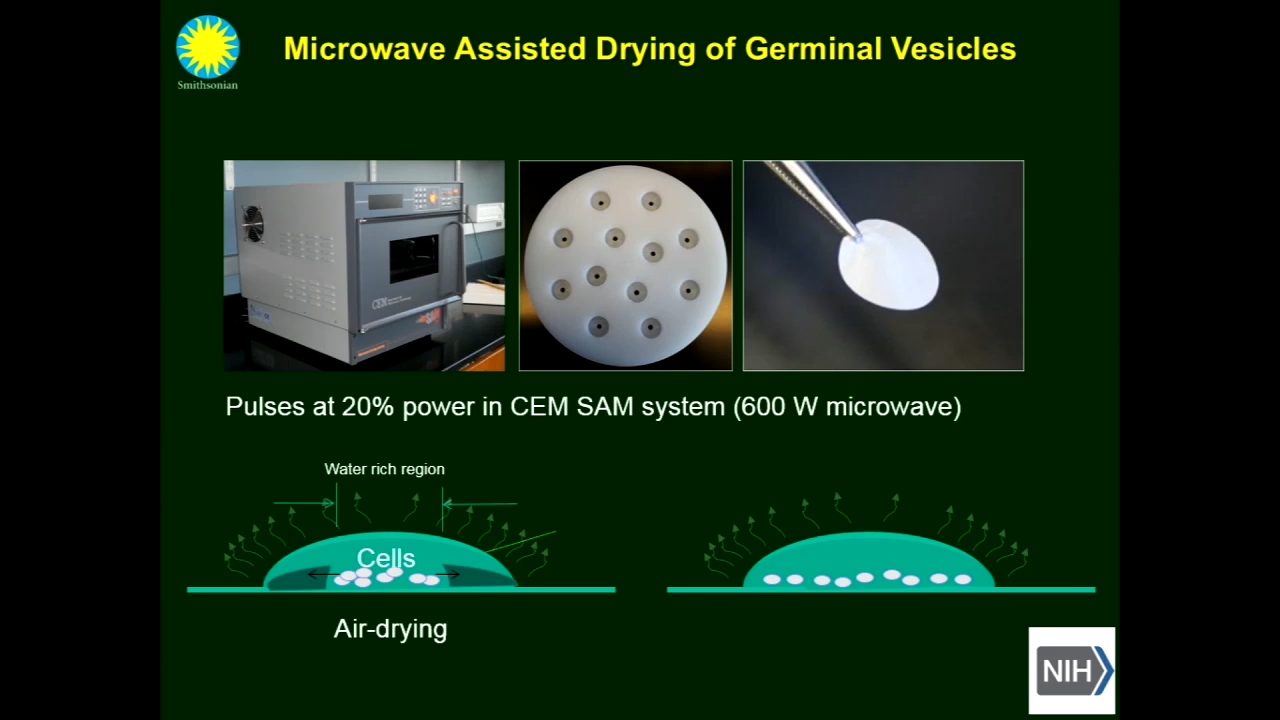 Microwave Assisted Drying of Germinal Vesicles
Smithsonian
CEM
Pulses at 20% power in CEM SAM system (600 W microwave)
Water rich region
Cells
Air-drying
NIH